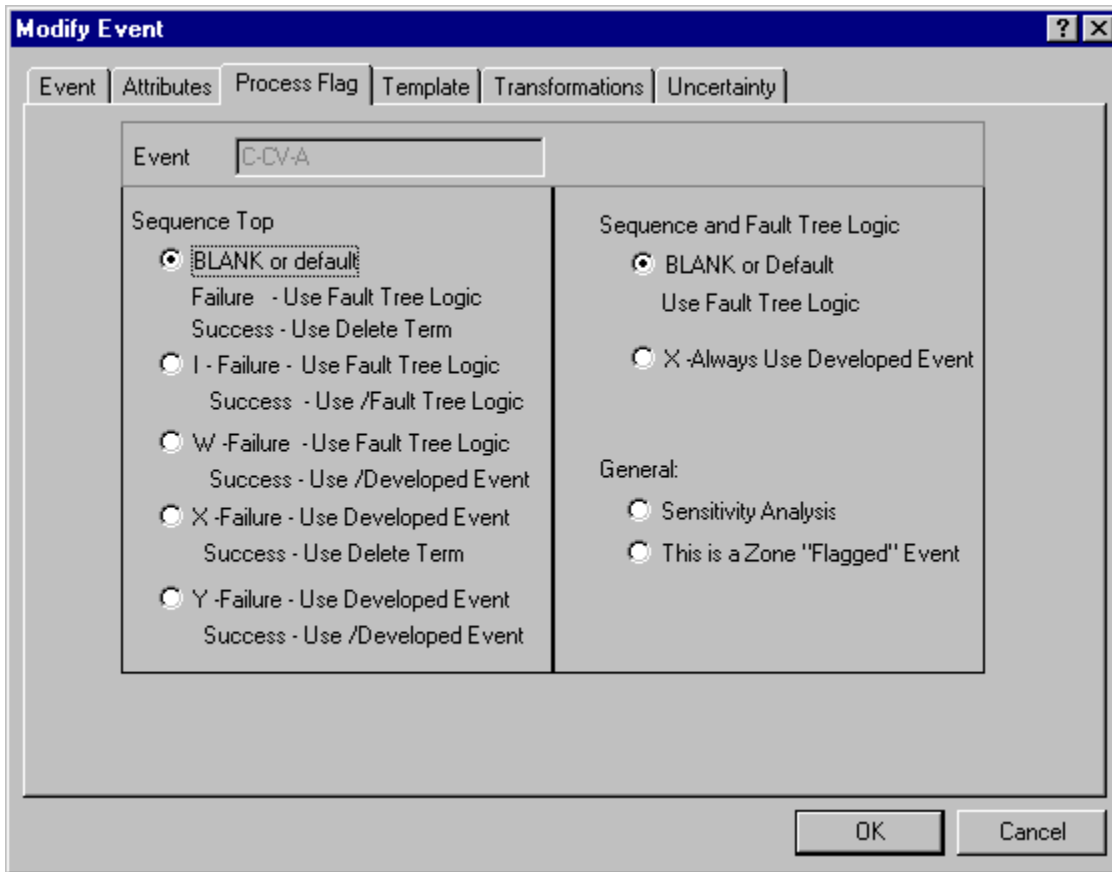 Modify Event
Event Attributes Process Flag Template Transformations Uncertainty
Event C-CV-A
Sequence Top
BLANK or default
Failure - Use Fault Tree Logic
Success - Use Delete Term
I - Failure - Use Fault Tree Logic
Success - Use /Fault Tree Logic
W -Failure - Use Fault Tree Logic
Success - Use /Developed Event
X -Failure - Use Developed Event
Success - Use Delete Term
Y -Failure - Use Developed Event
Success - Use /Developed Event
Sequence and Fault Tree Logic
BLANK or Default
Use Fault Tree Logic
X -Always Use Developed Event
General:
Sensitivity Analysis
This is a Zone "Flagged" Event
OK Cancel